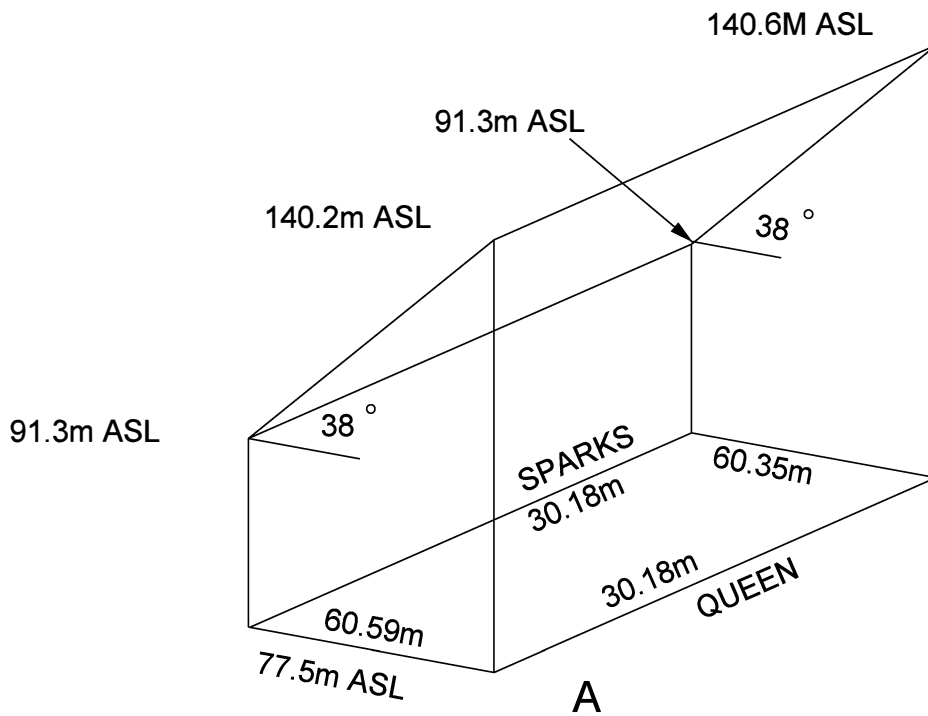 140.6M ASL
91.3m ASL
140.2m ASL
38 °
38 °
91.3m ASL
SPARKS
30.18m
60.35m
30.18m
QUEEN
60.59m
77.5m ASL
A